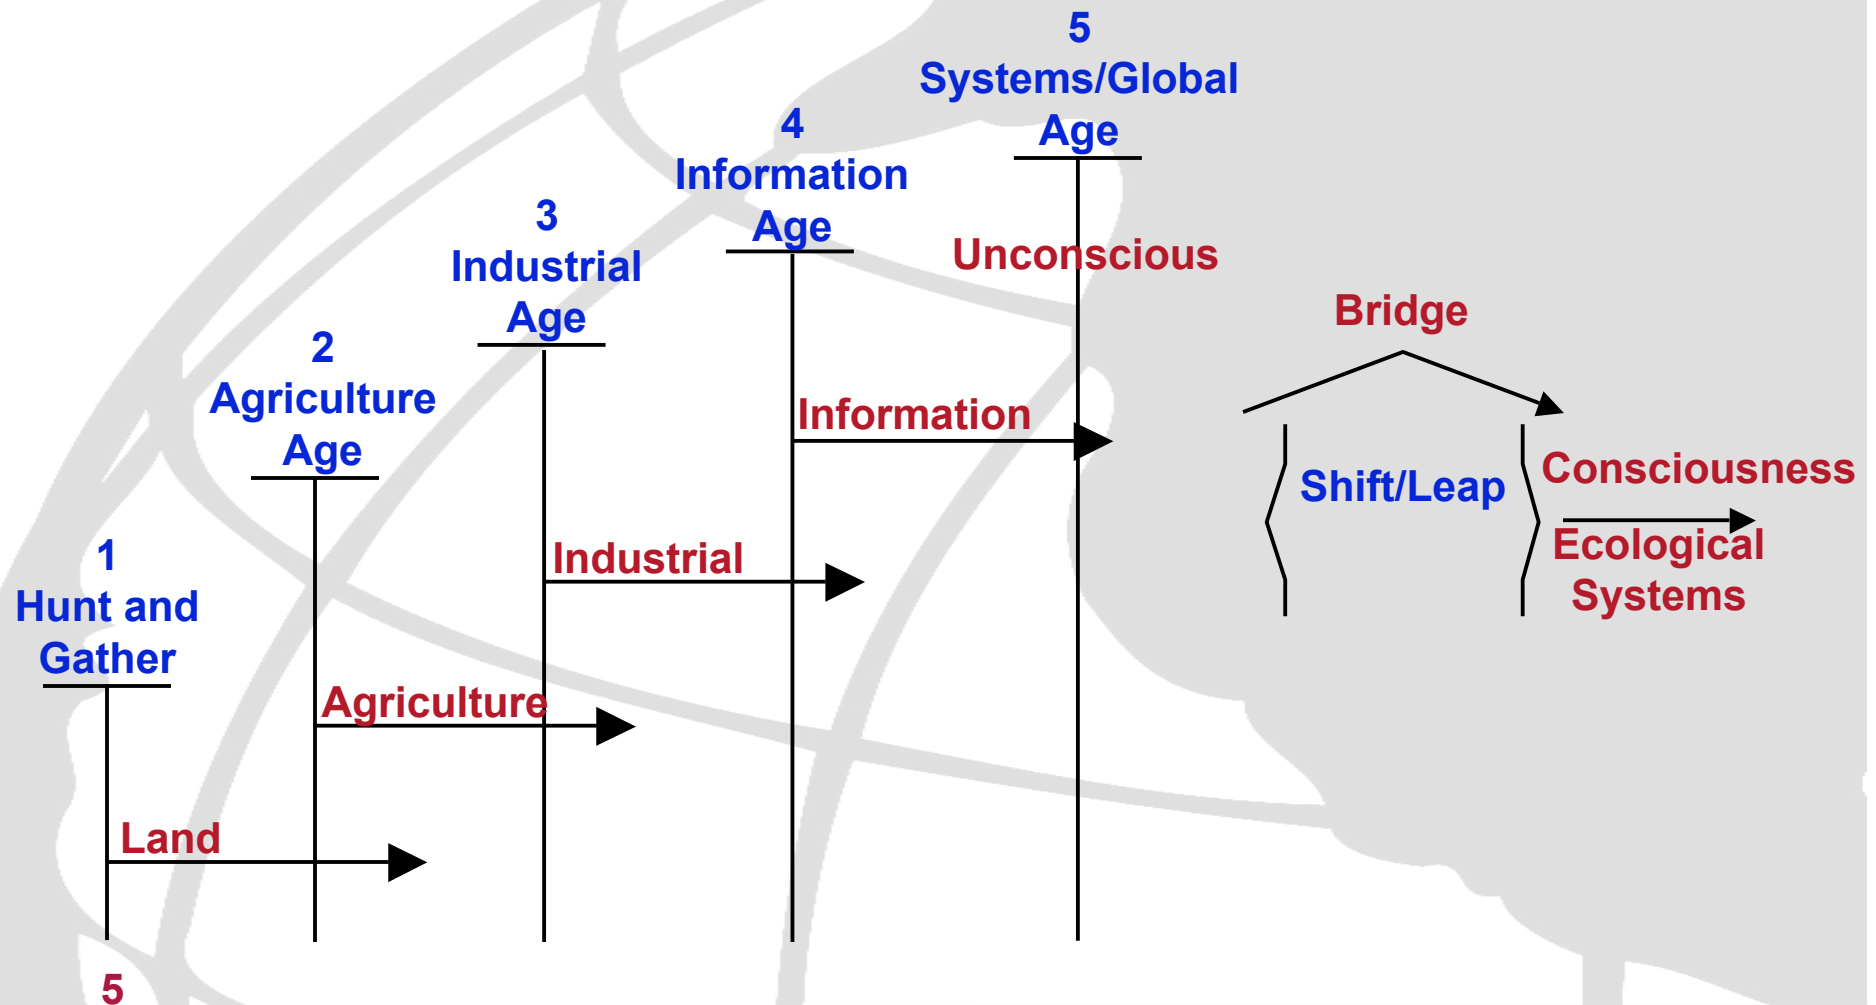 5
Systems/Global
Age
4
Information
Age
3
Industrial
Age
2
Agriculture
Age
1
Hunt and
Gather
Unconscious
Bridge
Information
Shift/Leap
Consciousness
Ecological
Systems
Industrial
Agriculture
Land
5